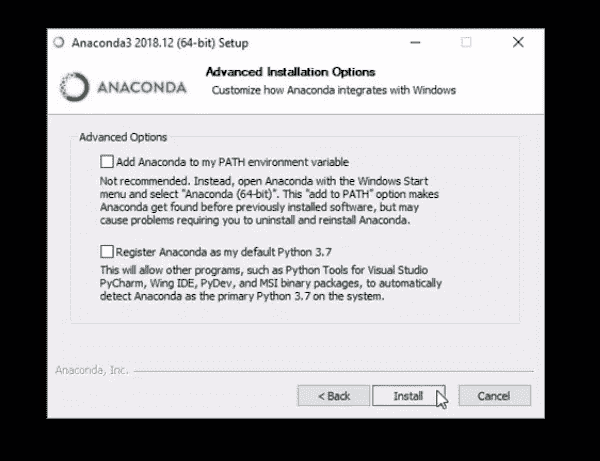 Anaconda3 2018.12 (64-bit) Setup
ANACONDA
Advanced Installation Options
Customize how Anaconda integrates with Windows
Advanced Options
Add Anaconda to my PATH environment variable
Not recommended. Instead, open Anaconda with the Windows Start
menu and select "Anaconda (64-bit)". This "add to PATH" option makes
Anaconda get found before previously installed software, but may
cause problems requiring you to uninstall and reinstall Anaconda.
Register Anaconda as my default Python 3.7
This will allow other programs, such as Python Tools for Visual Studio
PyCharm, Wing IDE, PyDev, and MSI binary packages, to automatically
detect Anaconda as the primary Python 3.7 on the system.
Anaconda, Inc.
< Back
Install
Cancel